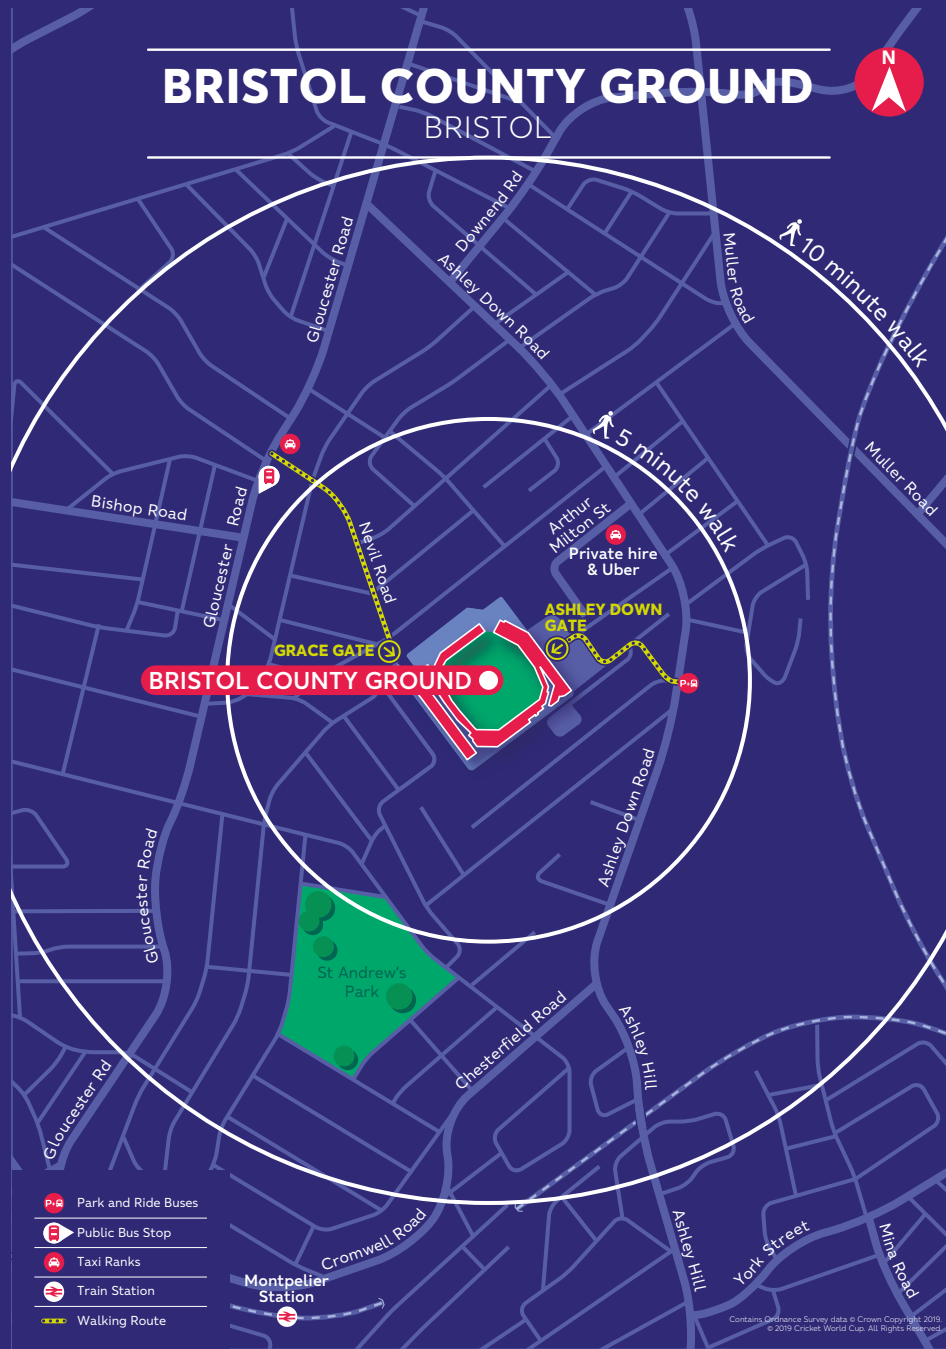 BRISTOL COUNTY GROUND
BRISTOL
N
10 minute walk
Downend Rd
Gloucester Road
Muller Road
Ashley Down Road
5 minute walk
Muller Road
Bishop Road
Gloucester Road
Nevil Road
Arthur
Milton St
Private hire
& Uber
ASHLEY DOWN
GATE
GRACE GATE
BRISTOL COUNTY GROUND
P+
Ashley Down Road
Gloucester Road
St Andrew's
Park
Chesterfield Road
Ashley Hill
Gloucester Rd
P+
Park and Ride Buses
Public Bus Stop
Taxi Ranks
Train Station
Walking Route
Cromwell Road
Ashley Hill
York Street
Mina Road
Montpelier
Station
Contains Ordnance Survey data © Crown Copyright 2019.
© 2019 Cricket World Cup. All Rights Reserved.